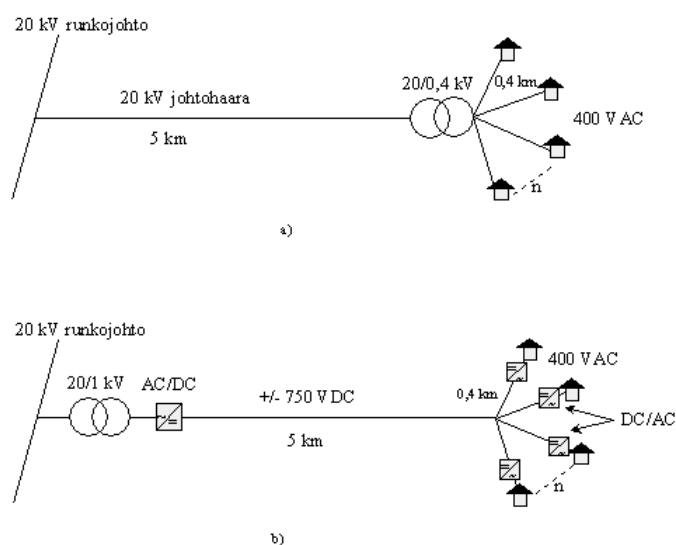 20 kV runkojohto
20 kV johtohaara
5 km
20/0,4 kV
0,4 km
400 V AC
n
a)
20 kV runkojohto
20/1 kV
AC/DC
+/- 750 V DC
5 km
0,4 km
400 V AC
DC/AC
n
b)